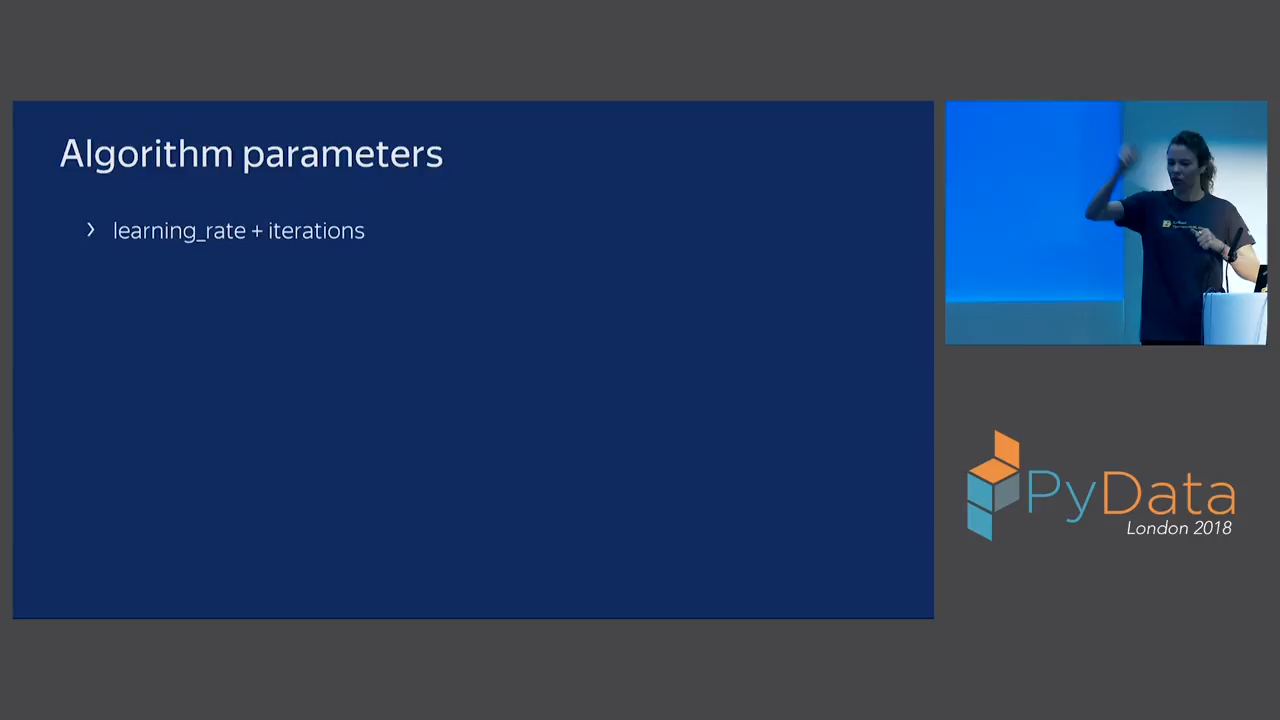 Algorithm parameters
› learning_rate + iterations
PyData
London 2018